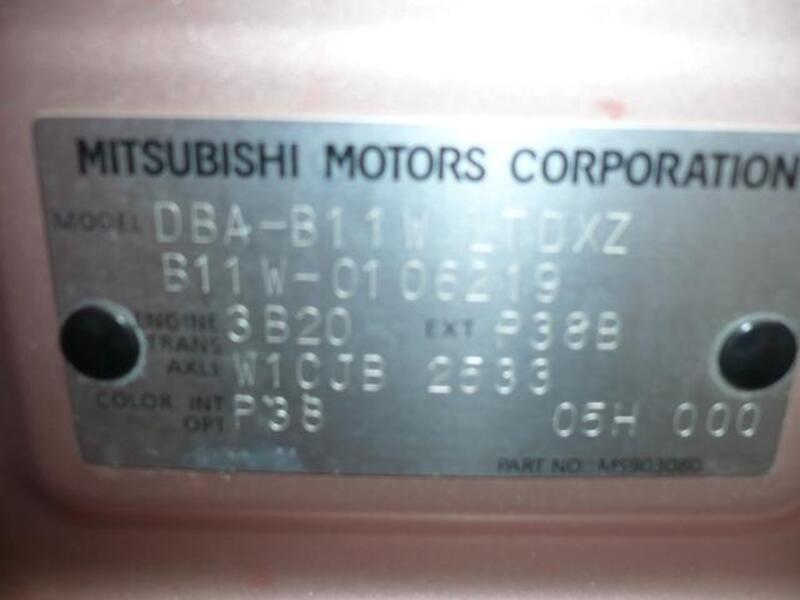 MITSUBISHI MOTORS CORPORATION
MODEL DBA-B11W LTDXZ
B11W-0106219
ENGINE 3B20 EXT P38B
TRANS AXLE W1CJB 2533
COLOR INT OPT P38 05H 000
PART NO. MS903080